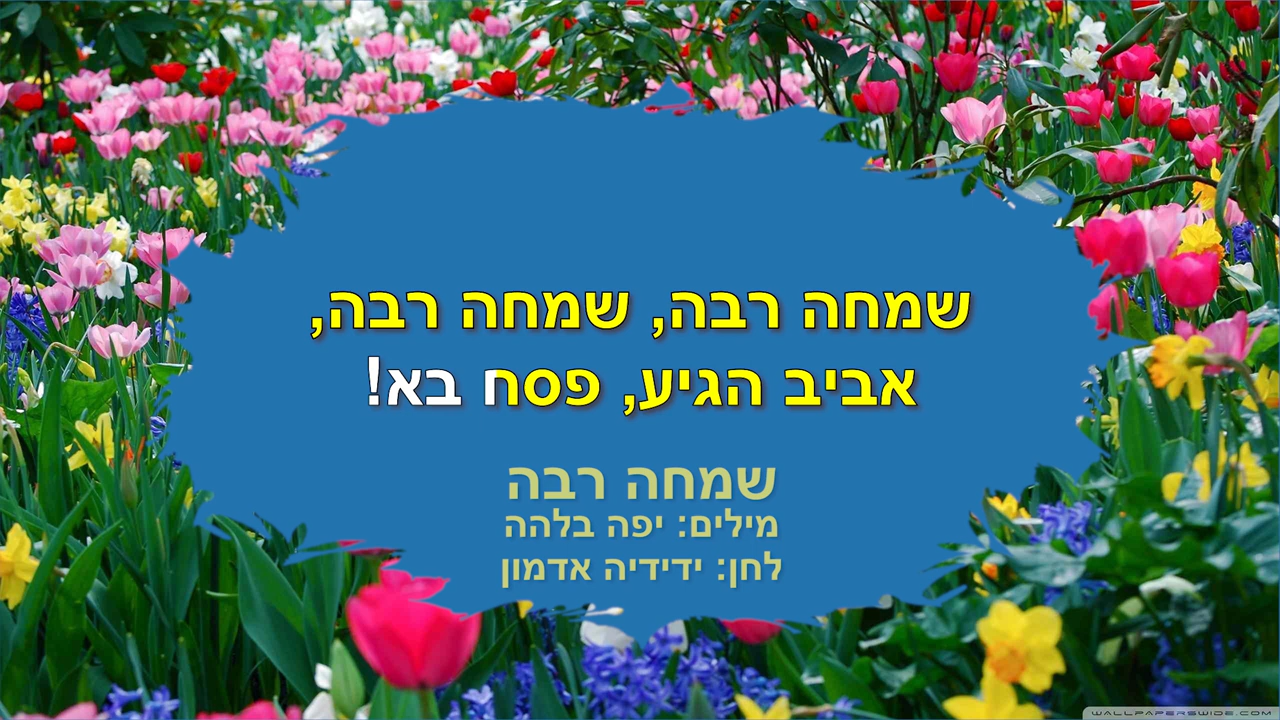 שמחה רבה, שמחה רבה,
אביב הגיע, פסח בא!
שמחה רבה
מילים: יפה בלהה
לחן: ידידיה אדמון
WALLPAPERSWIDE.COM